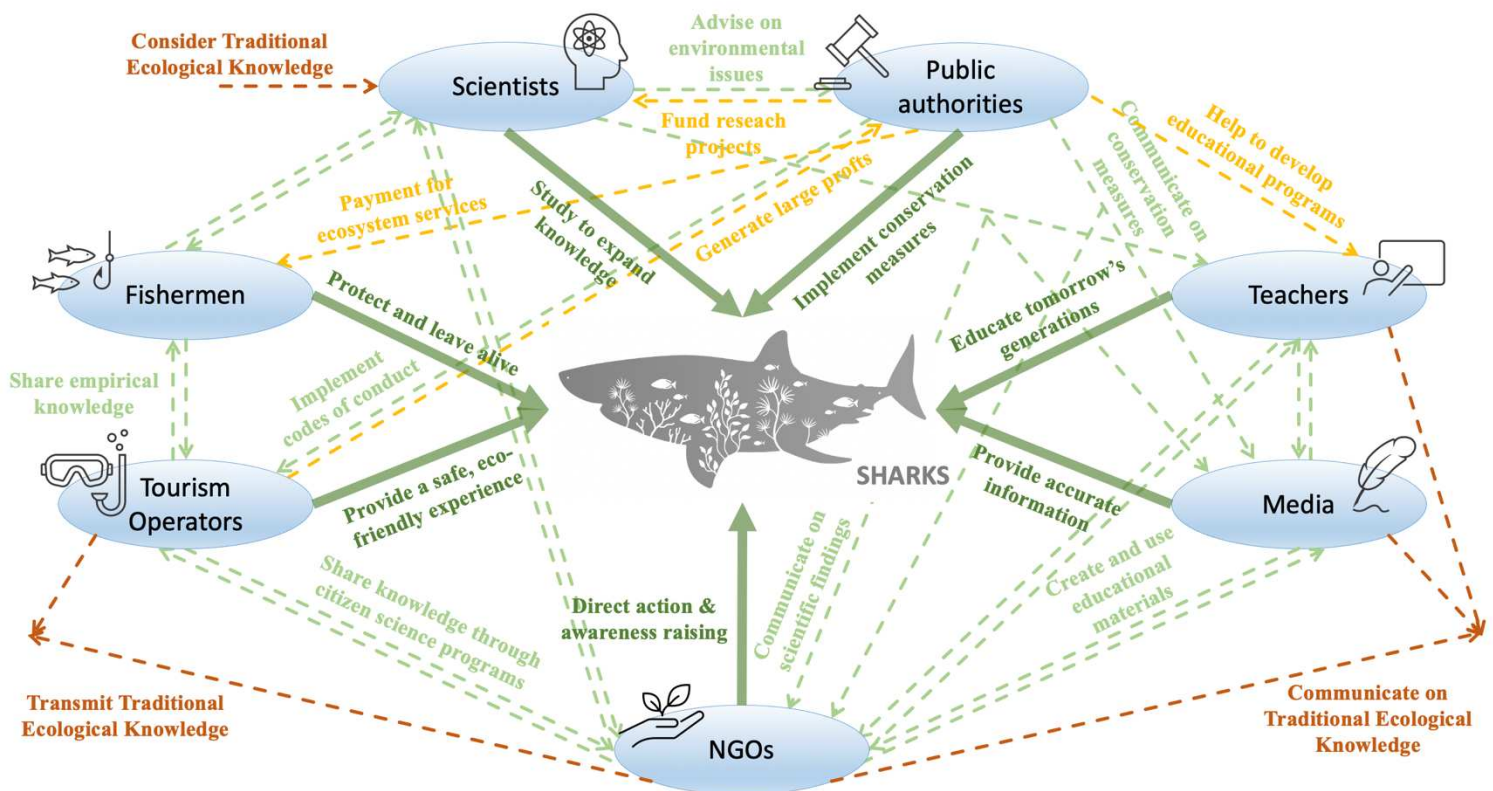 Consider Traditional
Ecological Knowledge
Scientists
Advise on
environmental
issues
Public
authorities
Fund reseach
projects
Communicate on
conservation
measures
Help to develop
educational programs
Payment for
ecosystem services
Generate large profts
Study to expand
knowledge
Implement conservation
measures
Fishermen
Teachers
Protect and leave alive
Educate tomorrow's
generations
Share empirical
knowledge
Implement
codes of conduct
Tourism
Operators
Provide a safe, eco-
friendly experience
SHARKS
Provide accurate
information
Media
Share knowledge through
citizen science programs
Direct action &
awareness raising
Communicate on
scientific findings
Create and use
educational
materials
Transmit Traditional
Ecological Knowledge
NGOs
Communicate on
Traditional Ecological
Knowledge